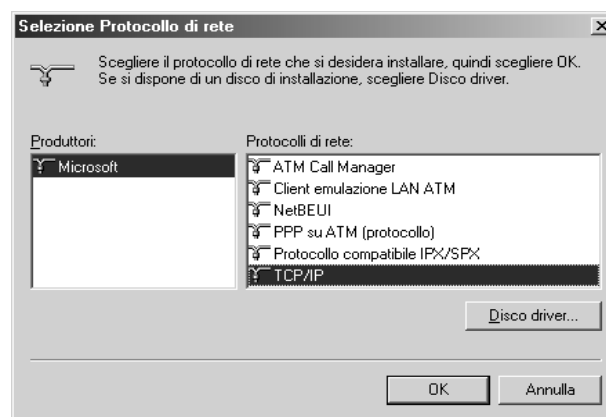 Selezione Protocollo di rete
Scegliere il protocollo di rete che si desidera installare, quindi scegliere OK.
Se si dispone di un disco di installazione, scegliere Disco driver.
Produttori:
Microsoft
Protocolli di rete:
ATM Call Manager
Client emulazione LAN ATM
NetBEUI
PPP su ATM (protocollo)
Protocollo compatibile IPX/SPX
TCP/IP
Disco driver...
OK
Annulla